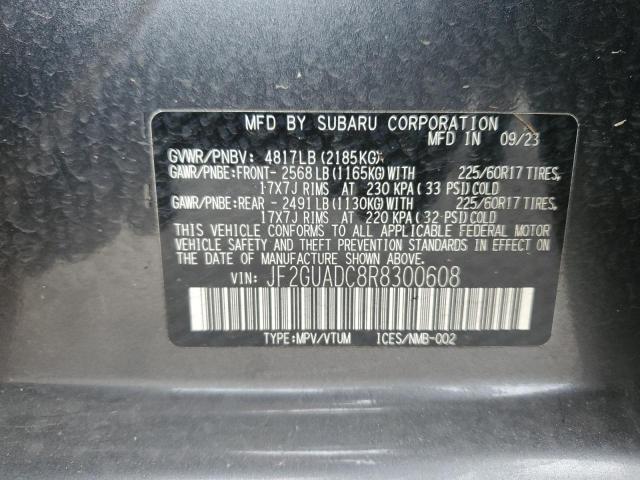 MFD BY SUBARU CORPORATION
MFD IN 09/23
GVWR/PNBV: 4817LB (2185KG)
GAWR/PNBE:FRONT- 2568 LB (1165KG) WITH 225/60R17 TIRES,
17X7J RIMS AT 230 KPA (33 PSI) COLD
GAWR/PNBE:REAR - 2491 LB (1130KG) WITH 225/60R17 TIRES,
17X7J RIMS AT 220 KPA (32 PSI) COLD
THIS VEHICLE CONFORMS TO ALL APPLICABLE FEDERAL MOTOR
VEHICLE SAFETY AND THEFT PREVENTION STANDARDS IN EFFECT ON
THE DATE OF MANUFACTURE SHOWN ABOVE.
VIN: JF2GUADC8R8300608
TYPE:MPV/VTUM ICES/NMB-002